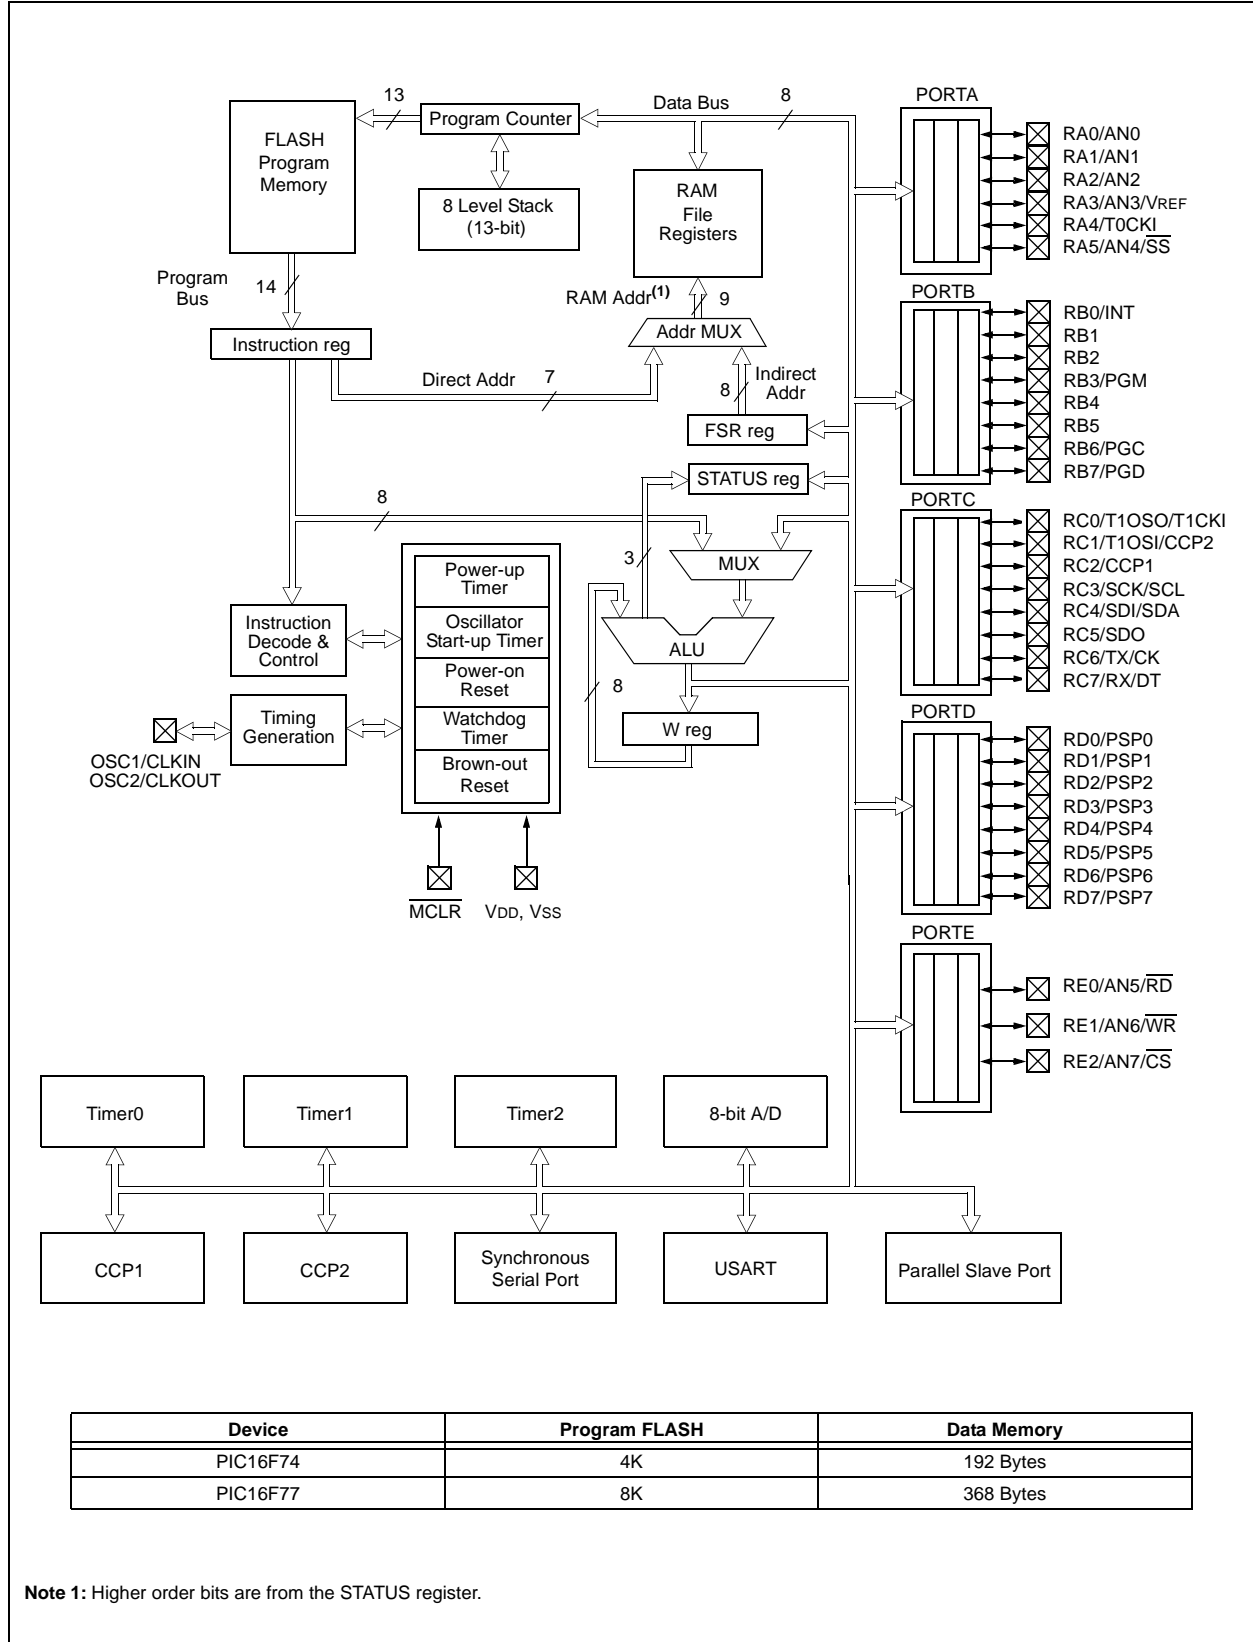 13
Data Bus
8
PORTA
Program Counter
FLASH
Program
Memory
RA0/AN0
RA1/AN1
RA2/AN2
RA3/AN3/VREF
RA4/T0CKI
RA5/AN4/SS
8 Level Stack
(13-bit)
RAM
File
Registers
Program
Bus
14
RAM Addr(1)
9
PORTB
Instruction reg
Addr MUX
RB0/INT
RB1
RB2
RB3/PGM
RB4
RB5
RB6/PGC
RB7/PGD
Direct Addr
7
8
Indirect
Addr
FSR reg
STATUS reg
8
PORTC
3
MUX
RC0/T1OSO/T1CKI
RC1/T1OSI/CCP2
RC2/CCP1
RC3/SCK/SCL
RC4/SDI/SDA
RC5/SDO
RC6/TX/CK
RC7/RX/DT
Power-up
Timer
Oscillator
Start-up Timer
Power-on
Reset
Watchdog
Timer
Brown-out
Reset
Instruction
Decode &
Control
ALU
8
W reg
Timing
Generation
OSC1/CLKIN
OSC2/CLKOUT
MCLR
VDD, VSS
PORTD
RD0/PSP0
RD1/PSP1
RD2/PSP2
RD3/PSP3
RD4/PSP4
RD5/PSP5
RD6/PSP6
RD7/PSP7
PORTE
RE0/AN5/RD
RE1/AN6/WR
RE2/AN7/CS
Timer0
Timer1
Timer2
8-bit A/D
CCP1
CCP2
Synchronous
Serial Port
USART
Parallel Slave Port
Device Program FLASH Data Memory
PIC16F74 4K 192 Bytes
PIC16F77 8K 368 Bytes
Note 1: Higher order bits are from the STATUS register.